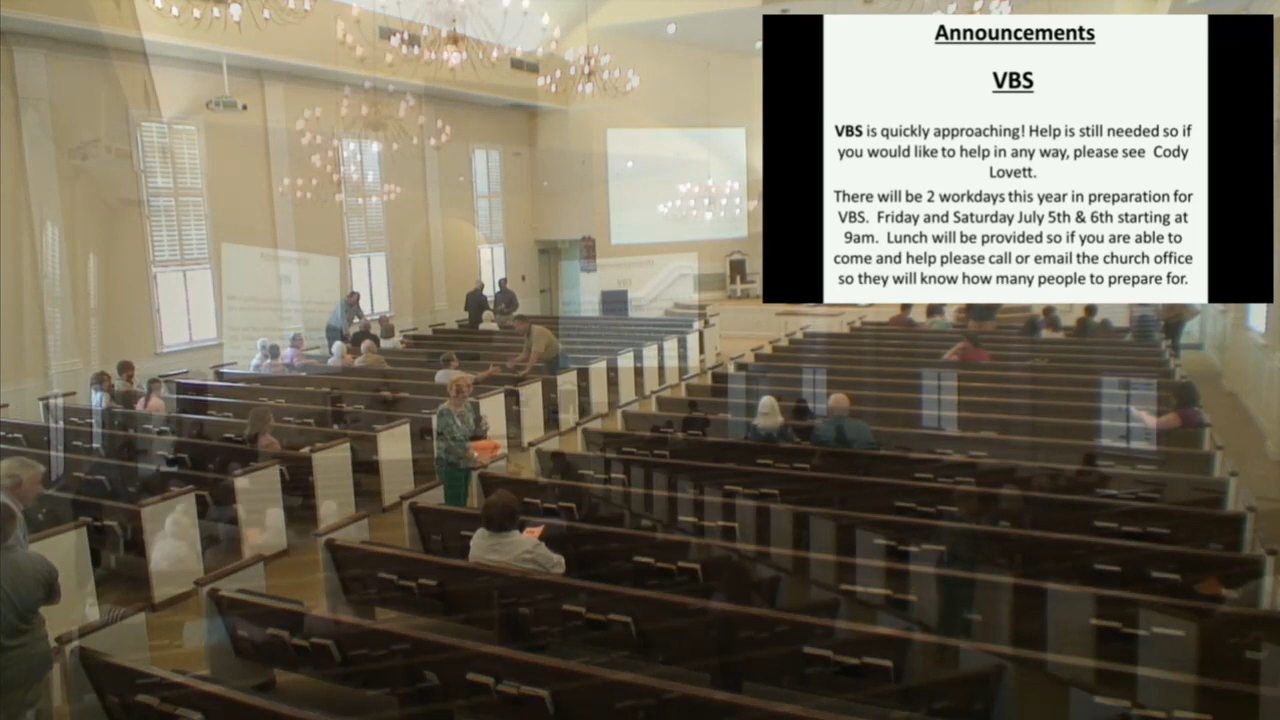 Announcements
VBS
VBS is quickly approaching! Help is still needed so if
you would like to help in any way, please see Cody
Lovett.
There will be 2 workdays this year in preparation for
VBS. Friday and Saturday July 5th & 6th starting at
9am. Lunch will be provided so if you are able to
come and help please call or email the church office
so they will know how many people to prepare for.